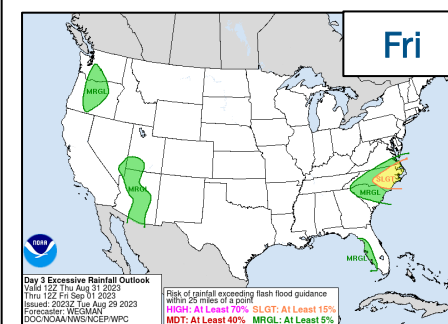 Fri
MRGL
MRGL
SLGT
MRGL
MRGL
NOAA
Day 3 Excessive Rainfall Outlook
Valid 12Z Thu Aug 31 2023
Thru 12Z Fri Sep 01 2023
Issued: 2023Z Tue Aug 29 2023
Forecaster: WEGMAN
DOC/NOAA/NWS/NCEP/WPC
Risk of rainfall exceeding flash flood guidance
within 25 miles of a point
HIGH: At Least 70% SLGT: At Least 15%
MDT: At Least 40% MRGL: At Least 5%